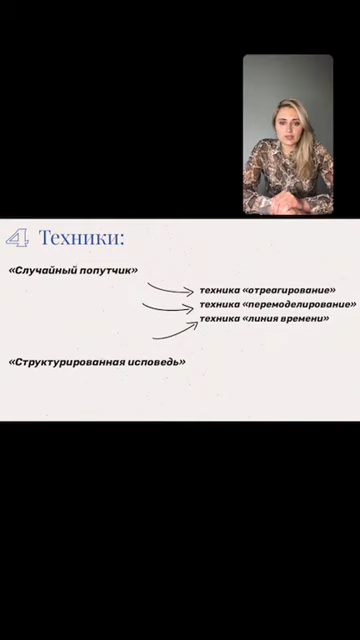 4 Техники:
«Случайный попутчик»
техника «отреагирование»
техника «перемоделирование»
техника «линия времени»
«Структурированная исповедь»